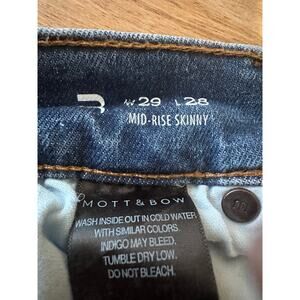 W 29 L 28
MID-RISE SKINNY
MOTT&BOW
WASH INSIDE OUT IN COLD WATER
WITH SIMILAR COLORS.
INDIGO MAY BLEED.
TUMBLE DRY LOW.
DO NOT BLEACH.